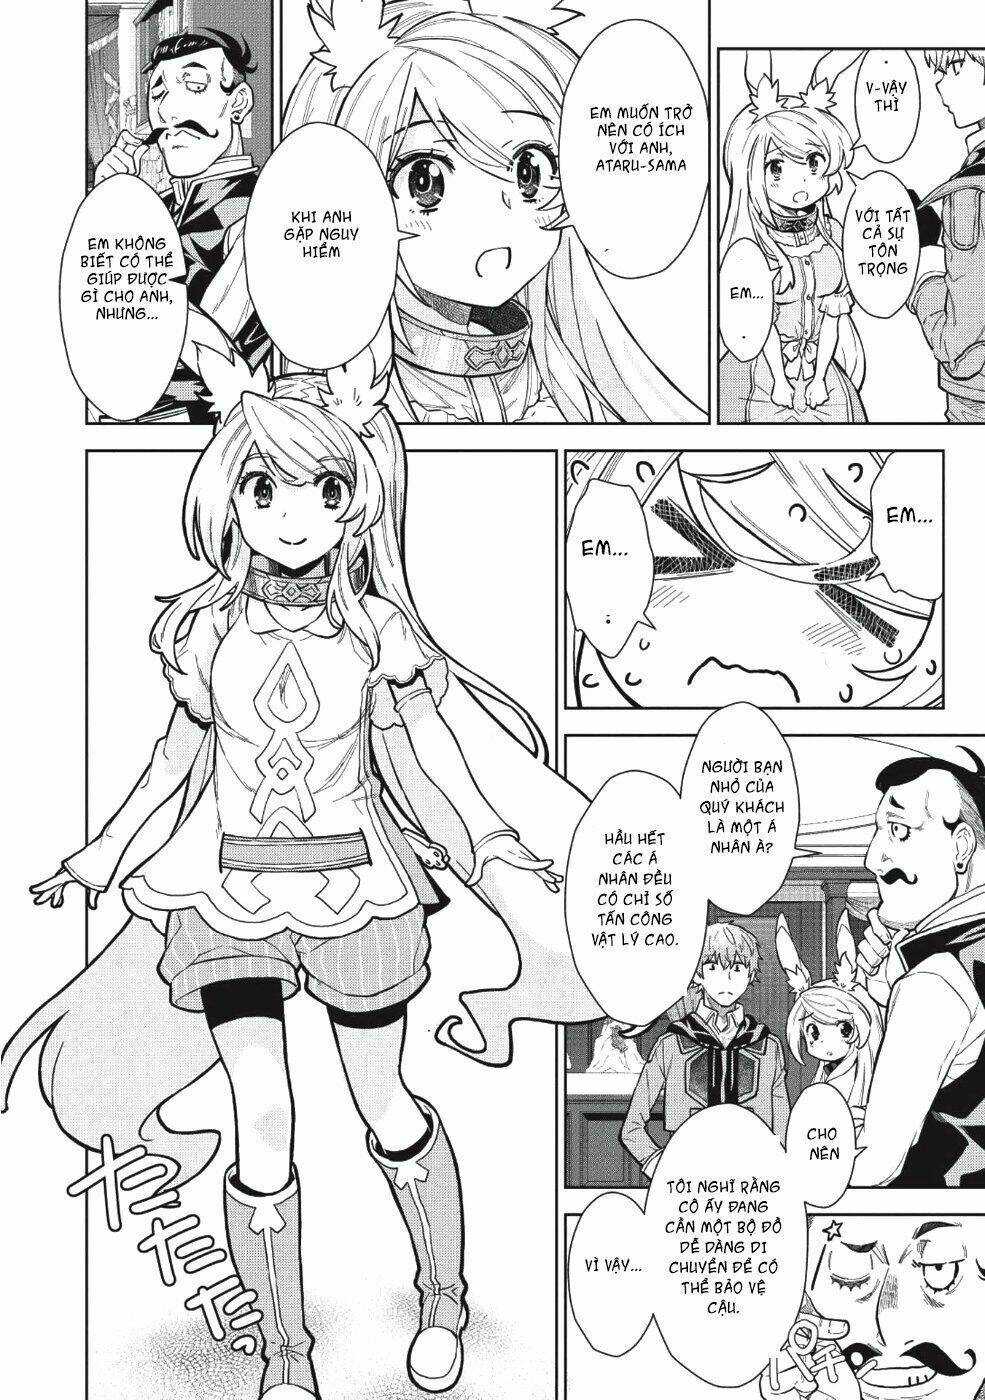 V-VẬY
THÌ
VỚI TẤT
CẢ SỰ
TÔN
TRỌNG
EM...
EM MUỐN TRỞ
NÊN CÓ ÍCH
VỚI ANH,
ATARU-SAMA
KHI ANH
GẶP NGUY
HIỂM
EM KHÔNG
BIẾT CÓ THỂ
GIÚP ĐƯỢC
GÌ CHO ANH,
NHƯNG...
EM...
EM...
NGƯỜI BẠN
NHỎ CỦA
QUÝ KHÁCH
LÀ MỘT Á
NHÂN À?
HẦU HẾT
CÁC Á
NHÂN ĐỀU
CÓ CHỈ SỐ
TẤN CÔNG
VẬT LÝ CAO.
CHO
NÊN
TÔI NGHĨ RẰNG
CÔ ẤY ĐANG
CẦN MỘT BỘ ĐỒ
DỄ DÀNG DI
CHUYỂN ĐỂ CÓ
THỂ BẢO VỆ
CẬU.
VÌ VẬY...
パチン